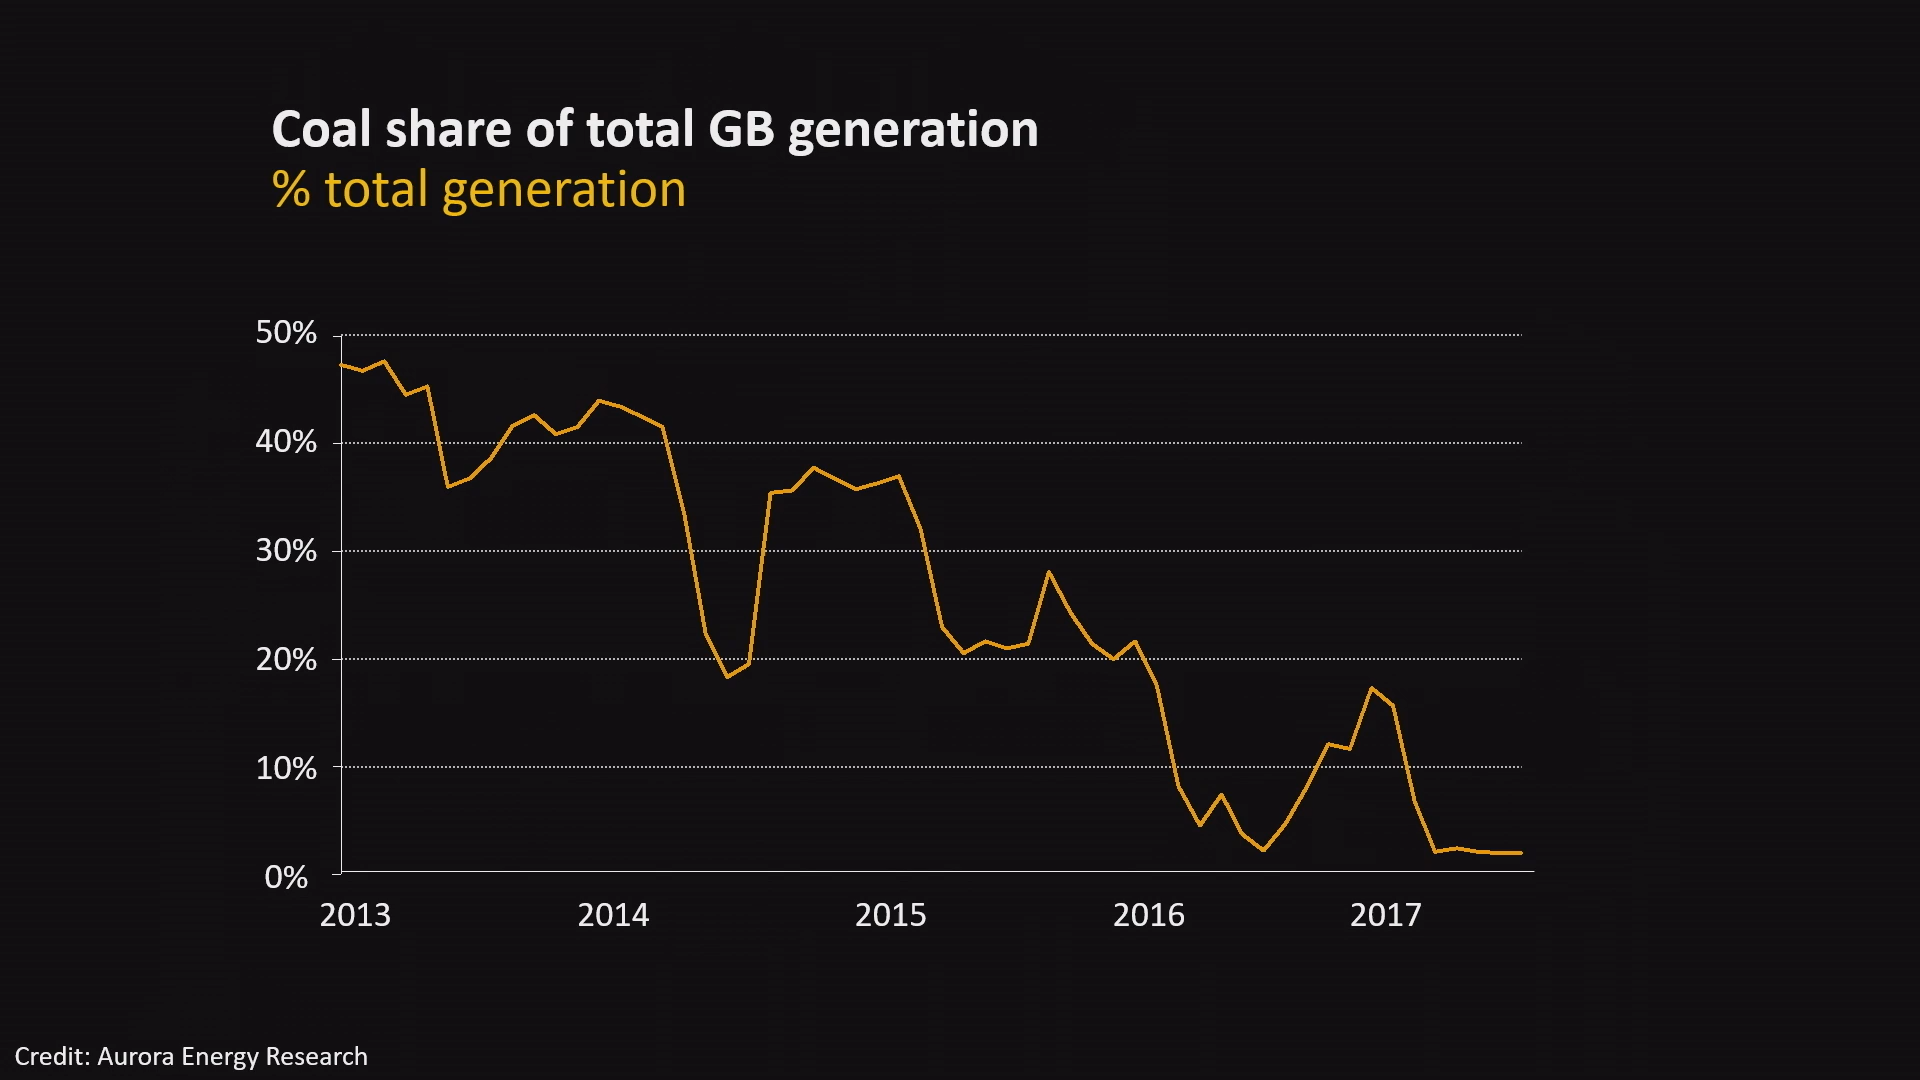 Coal share of total GB generation
% total generation
50%
40%
30%
20%
10%
0%
2013 2014 2015 2016 2017
Credit: Aurora Energy Research